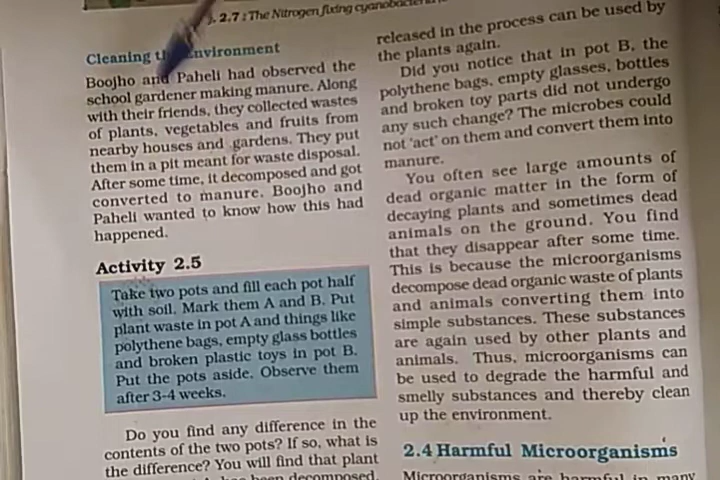 . 2.7 : The Nitrogen fixing cyanobacteria
Cleaning the Environment
Boojho and Paheli had observed the
school gardener making manure. Along
with their friends, they collected wastes
of plants, vegetables and fruits from
nearby houses and gardens. They put
them in a pit meant for waste disposal.
After some time, it decomposed and got
converted to manure. Boojho and
Paheli wanted to know how this had
happened.
Activity 2.5
Take two pots and fill each pot half
with soil. Mark them A and B. Put
plant waste in pot A and things like
polythene bags, empty glass bottles
and broken plastic toys in pot B.
Put the pots aside. Observe them
after 3-4 weeks.
Do you find any difference in the
contents of the two pots? If so, what is
the difference? You will find that plant
been decomposed.
released in the process can be used by
the plants again.
Did you notice that in pot B, the
polythene bags, empty glasses, bottles
and broken toy parts did not undergo
any such change? The microbes could
not 'act' on them and convert them into
manure.
You often see large amounts of
dead organic matter in the form of
decaying plants and sometimes dead
animals on the ground. You find
that they disappear after some time.
This is because the microorganisms
decompose dead organic waste of plants
and animals converting them into
simple substances. These substances
are again used by other plants and
animals. Thus, microorganisms can
be used to degrade the harmful and
smelly substances and thereby clean
up the environment.
2.4 Harmful Microorganisms
Microorganisms are harmful in many